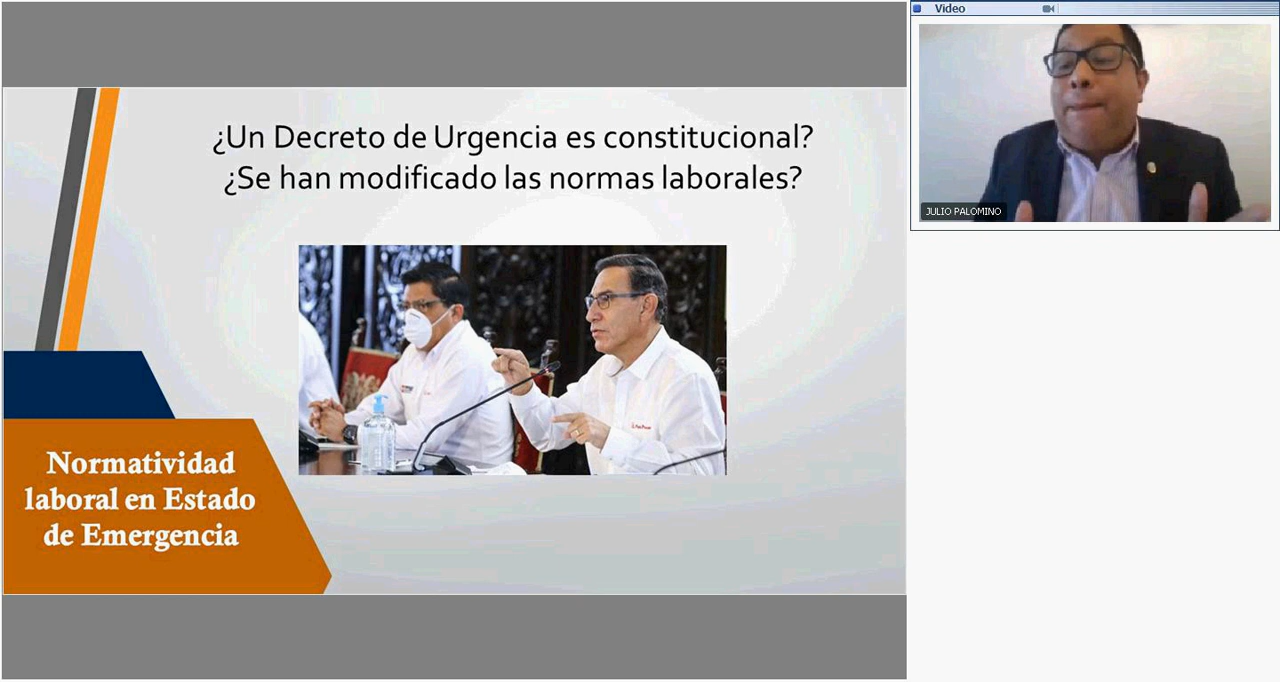 Video
¿Un Decreto de Urgencia es constitucional?
¿Se han modificado las normas laborales?
JULIO PALOMINO
Normatividad
laboral en Estado
de Emergencia